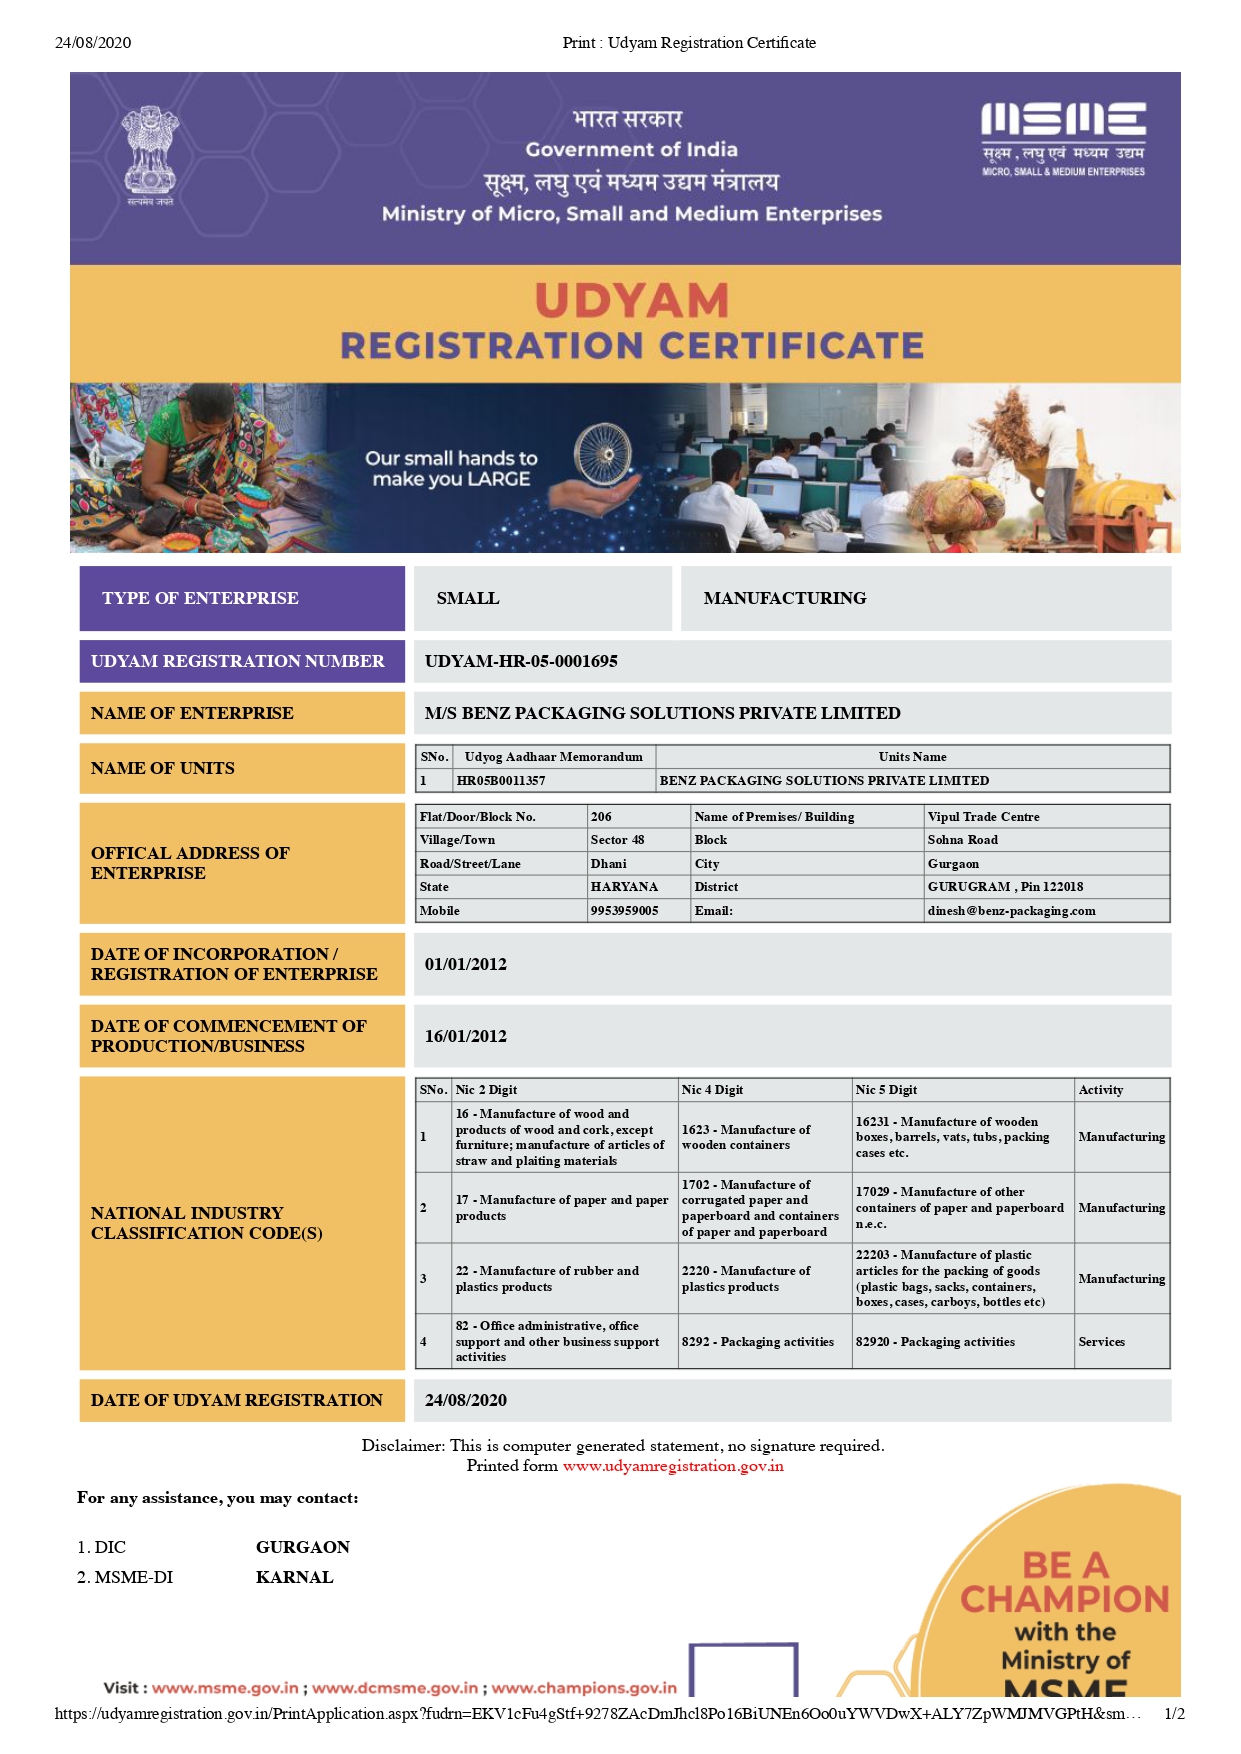 24/08/2020 Print : Udyam Registration Certificate
भारत सरकार
Government of India
सूक्ष्म, लघु एवं मध्यम उद्यम मंत्रालय
Ministry of Micro, Small and Medium Enterprises
सत्यमेव जयते
MSME
सूक्ष्म, लघु एवं मध्यम उद्यम
MICRO, SMALL & MEDIUM ENTERPRISES
UDYAM
REGISTRATION CERTIFICATE
Our small hands to
make you LARGE
TYPE OF ENTERPRISE SMALL MANUFACTURING
UDYAM REGISTRATION NUMBER UDYAM-HR-05-0001695
NAME OF ENTERPRISE M/S BENZ PACKAGING SOLUTIONS PRIVATE LIMITED
NAME OF UNITS
SNo. Udyog Aadhaar Memorandum Units Name
1 HR05B0011357 BENZ PACKAGING SOLUTIONS PRIVATE LIMITED
OFFICAL ADDRESS OF
ENTERPRISE
Flat/Door/Block No. 206 Name of Premises/ Building Vipul Trade Centre
Village/Town Sector 48 Block Sohna Road
Road/Street/Lane Dhani City Gurgaon
State HARYANA District GURUGRAM , Pin 122018
Mobile 9953959005 Email: dinesh@benz-packaging.com
DATE OF INCORPORATION /
REGISTRATION OF ENTERPRISE
01/01/2012
DATE OF COMMENCEMENT OF
PRODUCTION/BUSINESS
16/01/2012
NATIONAL INDUSTRY
CLASSIFICATION CODE(S)
SNo. Nic 2 Digit Nic 4 Digit Nic 5 Digit Activity
1
16 - Manufacture of wood and
products of wood and cork, except
furniture; manufacture of articles of
straw and plaiting materials
1623 - Manufacture of
wooden containers
16231 - Manufacture of wooden
boxes, barrels, vats, tubs, packing
cases etc.
Manufacturing
2
17 - Manufacture of paper and paper
products
1702 - Manufacture of
corrugated paper and
paperboard and containers
of paper and paperboard
17029 - Manufacture of other
containers of paper and paperboard
n.e.c.
Manufacturing
3
22 - Manufacture of rubber and
plastics products
2220 - Manufacture of
plastics products
22203 - Manufacture of plastic
articles for the packing of goods
(plastic bags, sacks, containers,
boxes, cases, carboys, bottles etc)
Manufacturing
4
82 - Office administrative, office
support and other business support
activities
8292 - Packaging activities
82920 - Packaging activities
Services
DATE OF UDYAM REGISTRATION 24/08/2020
Disclaimer: This is computer generated statement, no signature required.
Printed form www.udyamregistration.gov.in
For any assistance, you may contact:
1. DIC GURGAON
2. MSME-DI KARNAL
BE A
CHAMPION
with the
Ministry of
MSME
Visit : www.msme.gov.in ; www.dcmsme.gov.in ; www.champions.gov.in
https://udyamregistration.gov.in/PrintApplication.aspx?fudrn=EKV1cFu4gStf+9278ZAcDmJhcl8Po16BiUNEn6Oo0uYWVDwX+ALY7ZpWMJMVGPtH&sm… 1/2